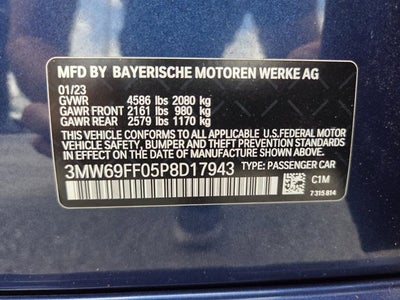 MFD BY BAYERISCHE MOTOREN WERKE AG
01/23
GVWR 4586 lbs 2080 kg
GAWR FRONT 2161 lbs 980 kg
GAWR REAR 2579 lbs 1170 kg
THIS VEHICLE CONFORMS TO ALL APPLICABLE U.S.FEDERAL MOTOR
VEHICLE SAFETY, BUMPER AND THEFT PREVENTION STANDARDS IN
EFFECT ON THE DATE OF MANUFACTURE SHOWN ABOVE.
3MW69FF05P8D17943 TYPE: PASSENGER CAR
C1M
7 315 814